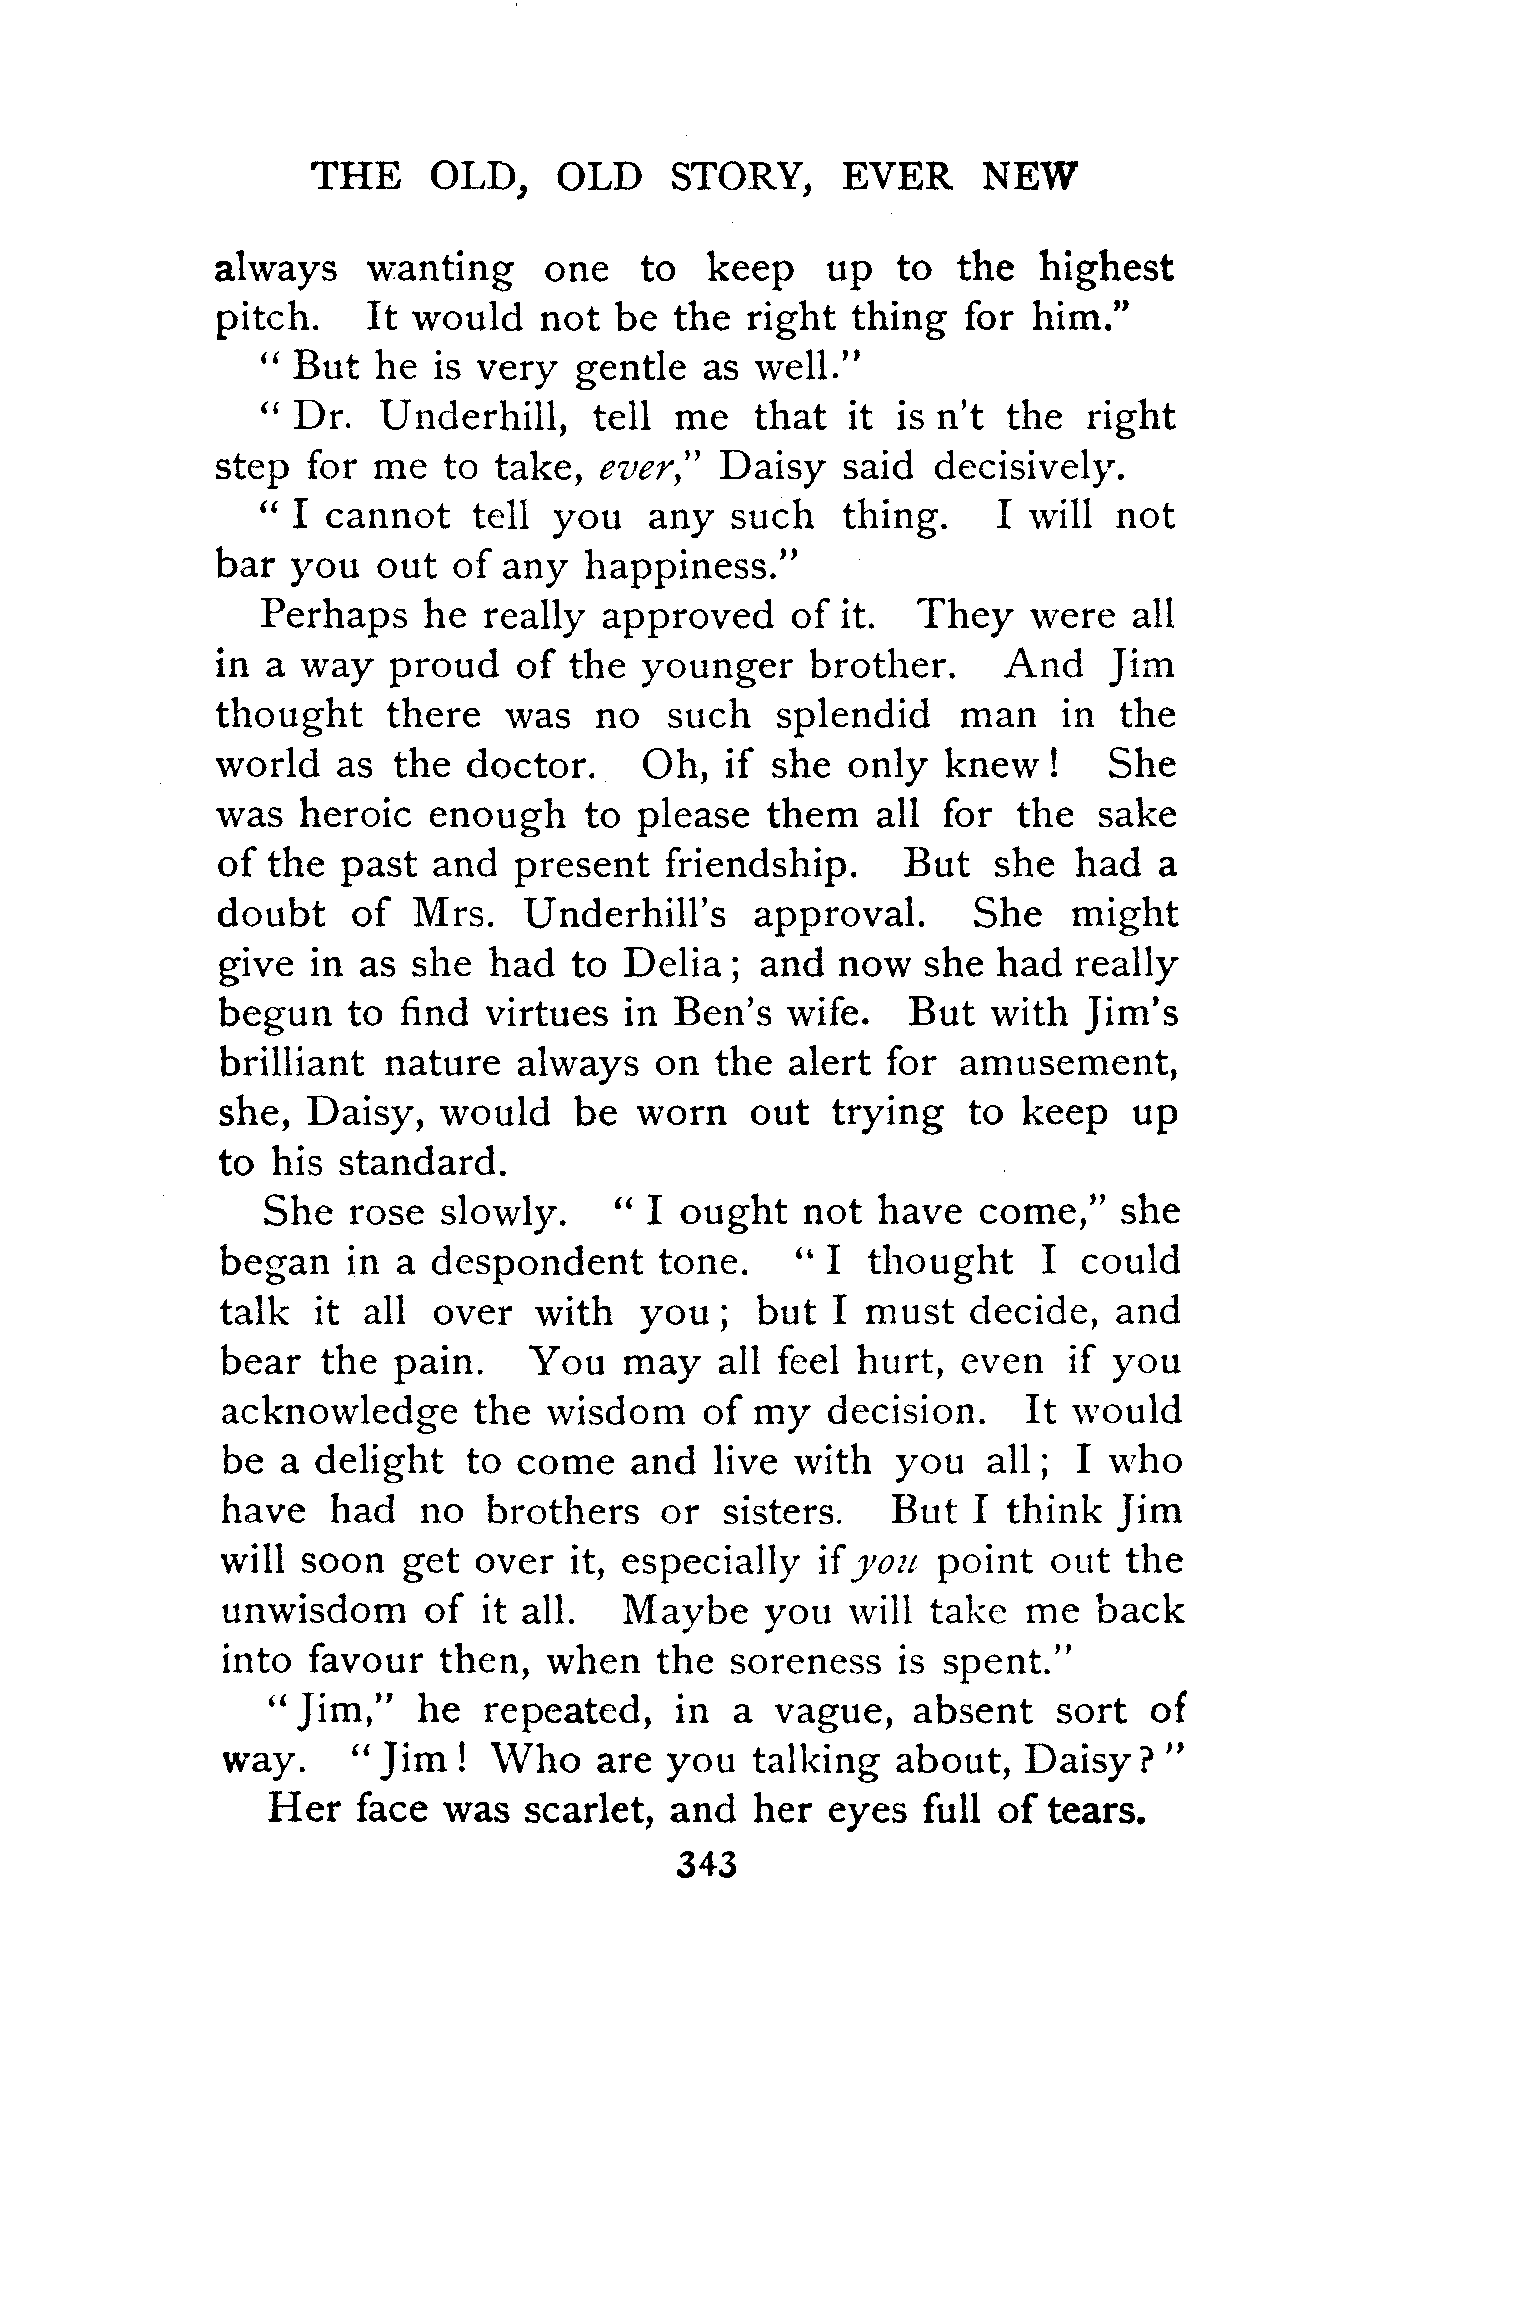 THE OLD, OLD STORY, EVER NEW
always wanting one to keep up to the highest
pitch. It would not be the right thing for him."
"But he is very gentle as well."
"Dr. Underhill, tell me that it is n't the right
step for me to take, ever," Daisy said decisively.
"I cannot tell you any such thing. I will not
bar you out of any happiness."
Perhaps he really approved of it. They were all
in a way proud of the younger brother. And Jim
thought there was no such splendid man in the
world as the doctor. Oh, if she only knew! She
was heroic enough to please them all for the sake
of the past and present friendship. But she had a
doubt of Mrs. Underhill's approval. She might
give in as she had to Delia; and now she had really
begun to find virtues in Ben's wife. But with Jim's
brilliant nature always on the alert for amusement,
she, Daisy, would be worn out trying to keep up
to his standard.
She rose slowly. "I ought not have come," she
began in a despondent tone. "I thought I could
talk it all over with you; but I must decide, and
bear the pain. You may all feel hurt, even if you
acknowledge the wisdom of my decision. It would
be a delight to come and live with you all; I who
have had no brothers or sisters. But I think Jim
will soon get over it, especially if you point out the
unwisdom of it all. Maybe you will take me back
into favour then, when the soreness is spent."
"Jim," he repeated, in a vague, absent sort of
way. "Jim! Who are you talking about, Daisy?"
Her face was scarlet, and her eyes full of tears.
343